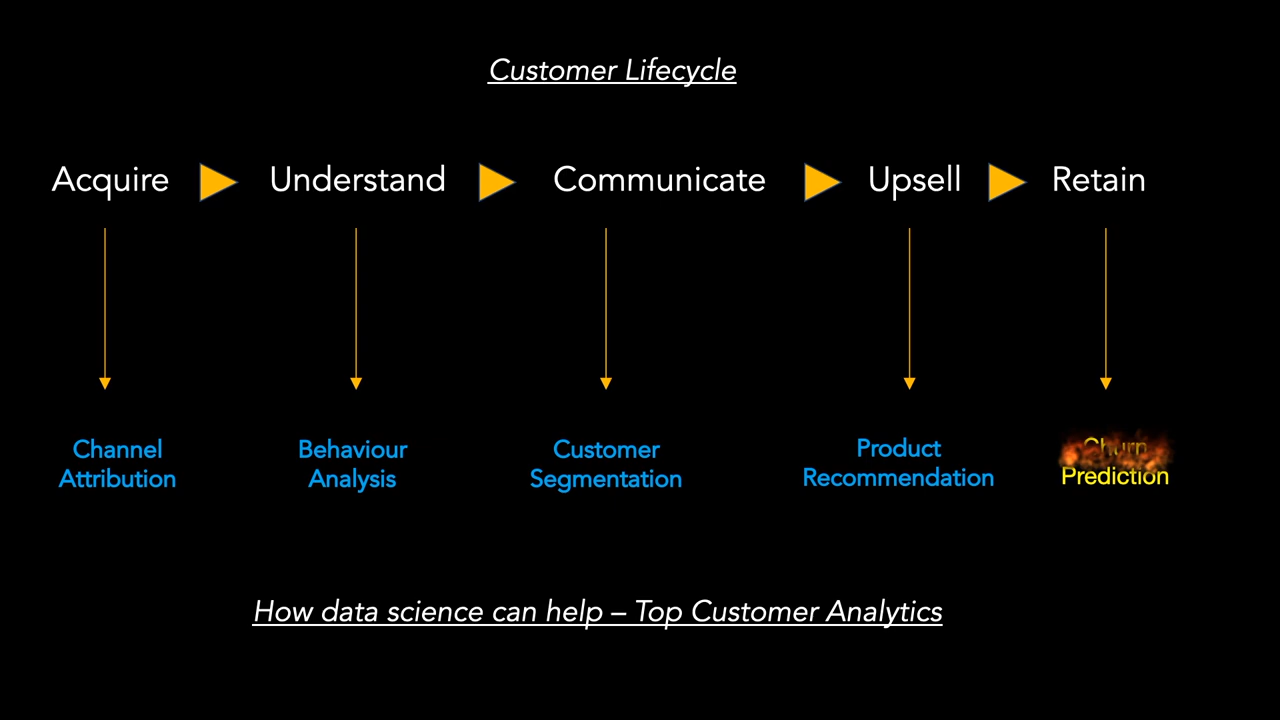 Customer Lifecycle
Acquire Understand Communicate Upsell Retain
Channel Behaviour Customer Product Churn
Attribution Analysis Segmentation Recommendation Prediction
How data science can help – Top Customer Analytics